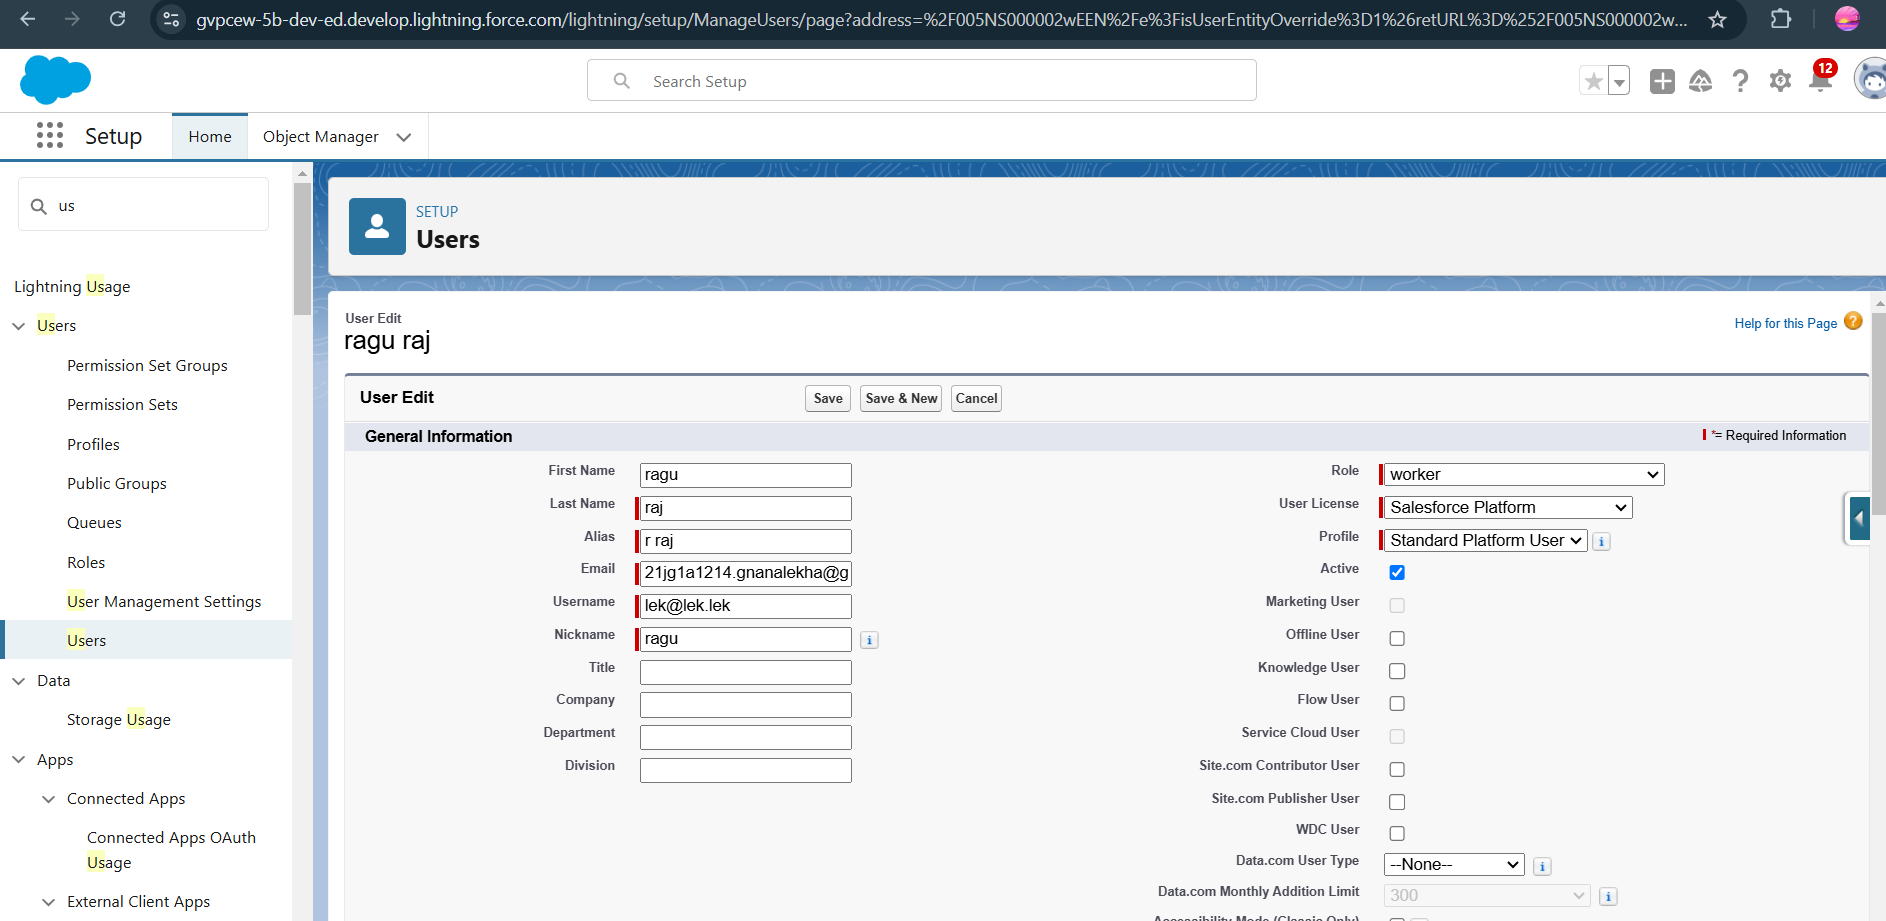 gvpcew-5b-dev-ed.develop.lightning.force.com/lightning/setup/ManageUsers/page?address=%2F005NS000002wEEN%2Fe%3FisUserEntityOverride%3D1%26retURL%3D%252F005NS000002w...
Search Setup
12
Setup
Home
Object Manager
us
Lightning Usage
Users
Permission Set Groups
Permission Sets
Profiles
Public Groups
Queues
Roles
User Management Settings
Users
Data
Storage Usage
Apps
Connected Apps
Connected Apps OAuth
Usage
External Client Apps
SETUP
Users
User Edit
ragu raj
Help for this Page ?
User Edit
Save
Save & New
Cancel
General Information
*= Required Information
First Name ragu
Last Name raj
Alias r raj
Email 21jg1a1214.gnanalekha@g
Username lek@lek.lek
Nickname ragu
Title
Company
Department
Division
Role worker
User License Salesforce Platform
Profile Standard Platform User
Active
Marketing User
Offline User
Knowledge User
Flow User
Service Cloud User
Site.com Contributor User
Site.com Publisher User
WDC User
Data.com User Type --None--
Data.com Monthly Addition Limit 300
Accessibility Mode (Classic Only)